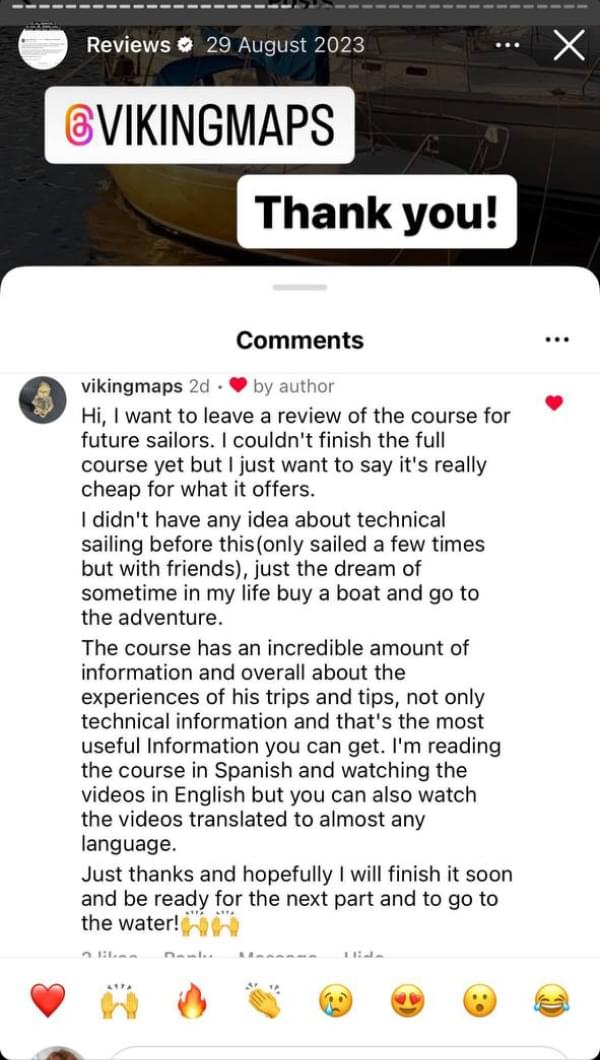 Reviews 29 August 2023
@VIKINGMAPS
Thank you!
Comments
vikingmaps 2d • by author
Hi, I want to leave a review of the course for
future sailors. I couldn't finish the full
course yet but I just want to say it's really
cheap for what it offers.
I didn't have any idea about technical
sailing before this(only sailed a few times
but with friends), just the dream of
sometime in my life buy a boat and go to
the adventure.
The course has an incredible amount of
information and overall about the
experiences of his trips and tips, not only
technical information and that's the most
useful Information you can get. I'm reading
the course in Spanish and watching the
videos in English but you can also watch
the videos translated to almost any
language.
Just thanks and hopefully I will finish it soon
and be ready for the next part and to go to
the water!🙌🙌